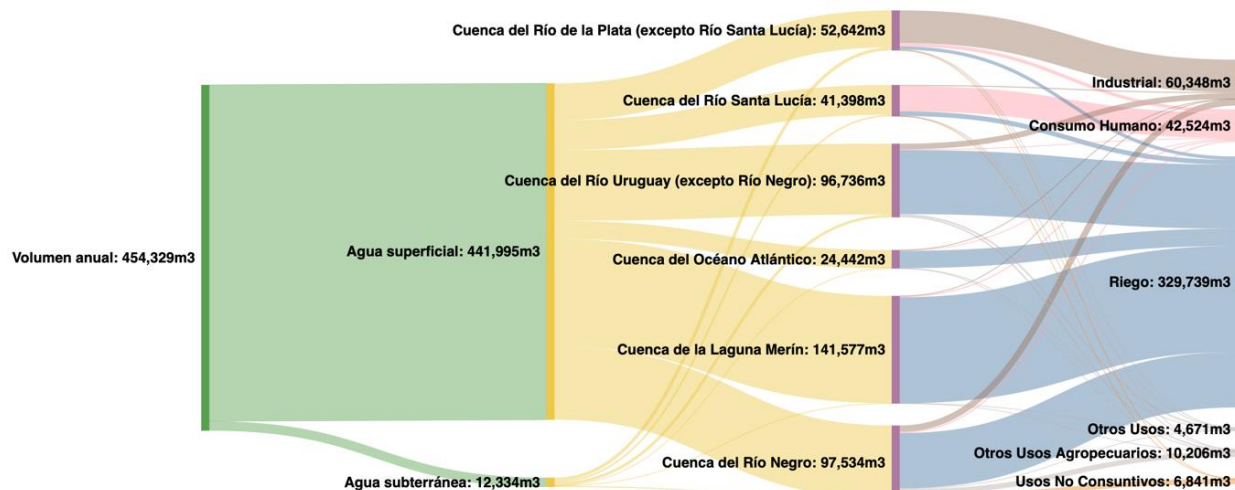 Volumen anual: 454,329m3
Agua superficial: 441,995m3
Agua subterránea: 12,334m3
Cuenca del Río de la Plata (excepto Río Santa Lucía): 52,642m3
Cuenca del Río Santa Lucía: 41,398m3
Cuenca del Río Uruguay (excepto Río Negro): 96,736m3
Cuenca del Océano Atlántico: 24,442m3
Cuenca de la Laguna Merín: 141,577m3
Cuenca del Río Negro: 97,534m3
Industrial: 60,348m3
Consumo Humano: 42,524m3
Riego: 329,739m3
Otros Usos: 4,671m3
Otros Usos Agropecuarios: 10,206m3
Usos No Consuntivos: 6,841m3